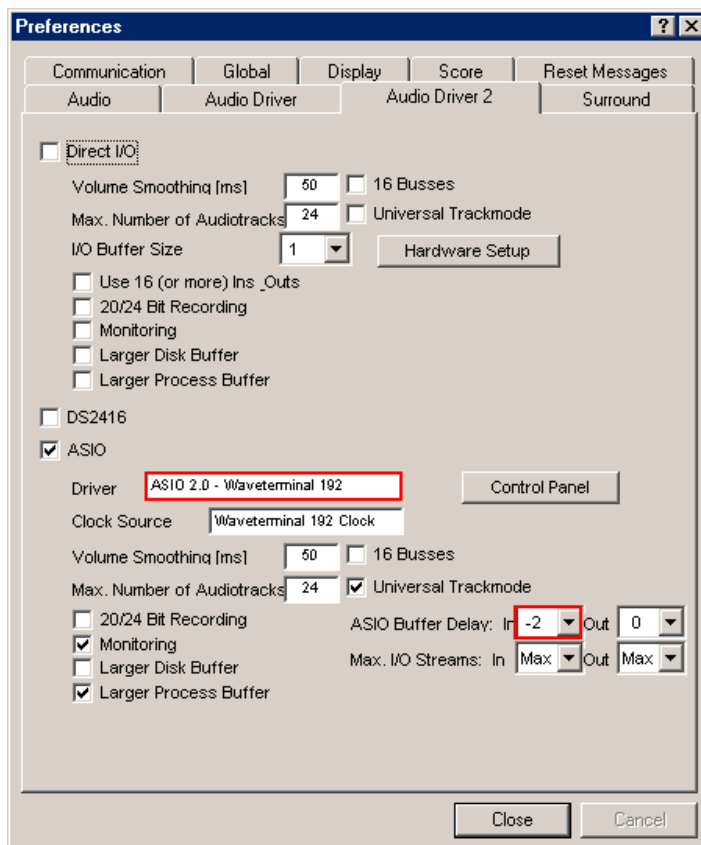 Preferences
Communication Global Display Score Reset Messages
Audio Audio Driver Audio Driver 2 Surround
Direct I/O
Volume Smoothing [ms] 50 16 Busses
Max. Number of Audiotracks 24 Universal Trackmode
I/O Buffer Size 1 Hardware Setup
Use 16 (or more) Ins _Outs
20/24 Bit Recording
Monitoring
Larger Disk Buffer
Larger Process Buffer
DS2416
ASIO
Driver ASIO 2.0 - Waveterminal 192 Control Panel
Clock Source Waveterminal 192 Clock
Volume Smoothing [ms] 50 16 Busses
Max. Number of Audiotracks 24 Universal Trackmode
20/24 Bit Recording ASIO Buffer Delay: In -2 Out 0
Monitoring
Max. I/O Streams: In Max Out Max
Larger Disk Buffer
Larger Process Buffer
Close Cancel